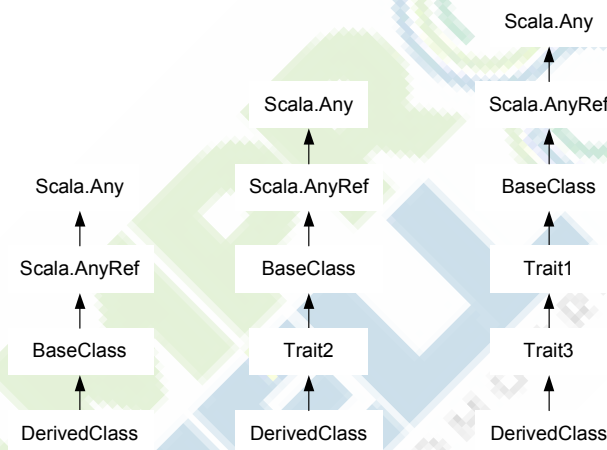 Scala.Any
Scala.AnyRef
BaseClass
DerivedClass
Scala.Any
Scala.AnyRef
BaseClass
Trait2
DerivedClass
Scala.Any
Scala.AnyRef
BaseClass
Trait1
Trait3
DerivedClass